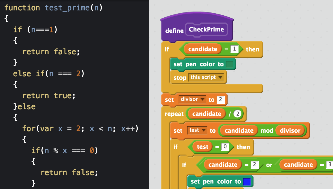 function test_prime(n)
{
if (n===1)
{
return false;
}
else if(n === 2)
{
return true;
}else
{
for(var x = 2; x < n; x++)
{
if(n % x === 0)
{
return false;
define CheckPrime
if candidate = 1 then
set pen color to
stop this script
set divisor to 2
repeat candidate / 2
set test to candidate mod divisor
if test = 0 then
if candidate = 2 or candidate =
set pen color to